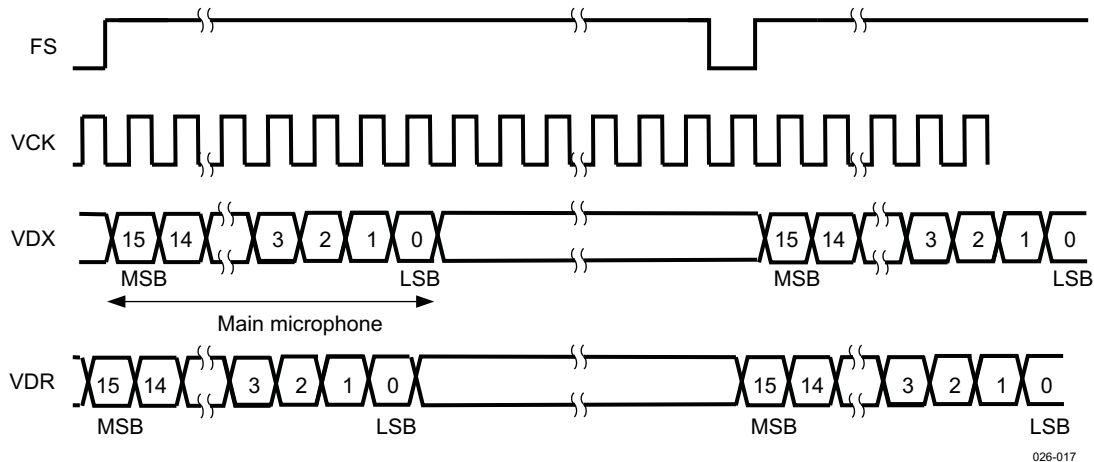 FS
VCK
VDX 15 14 3 2 1 0 15 14 3 2 1 0
MSB LSB MSB LSB
Main microphone
VDR 15 14 3 2 1 0 15 14 3 2 1 0
MSB LSB MSB LSB
026-017